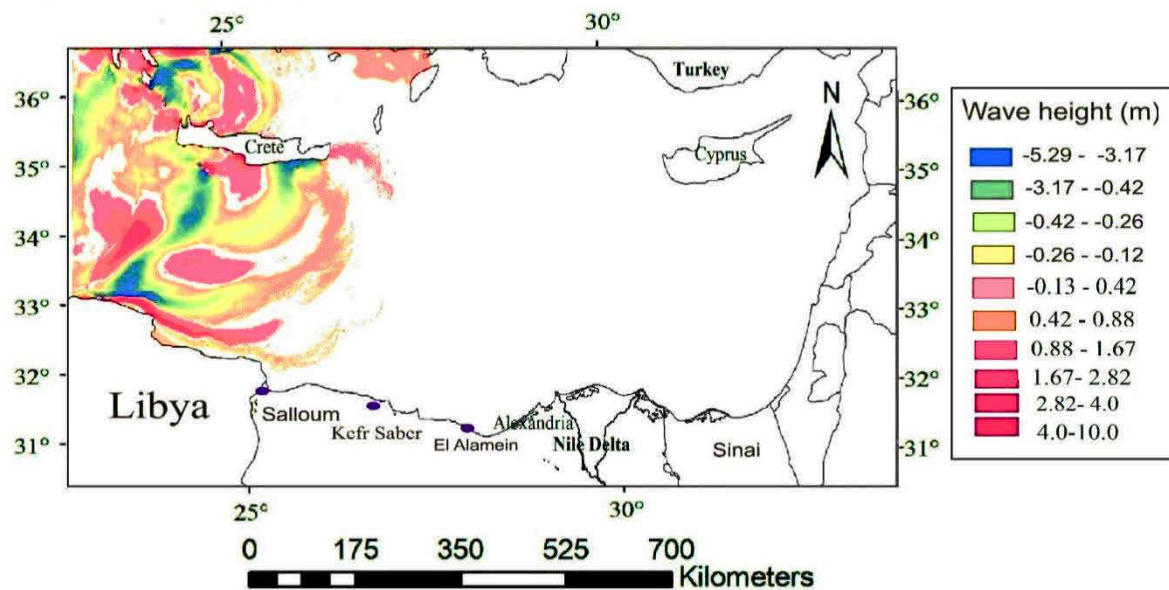 25° 30°
Turkey
36° 36°
N
Crete
35° Cyprus 35°
34° 34°
33° 33°
32° 32°
Libya
Salloum
Kefr Saber
Alexandria
El Alamein
Nile Delta
Sinai
31° 31°
25° 30°
0 175 350 525 700
Kilometers
Wave height (m)
-5.29 - -3.17
-3.17 - -0.42
-0.42 - -0.26
-0.26 - -0.12
-0.13 - 0.42
0.42 - 0.88
0.88 - 1.67
1.67- 2.82
2.82- 4.0
4.0-10.0